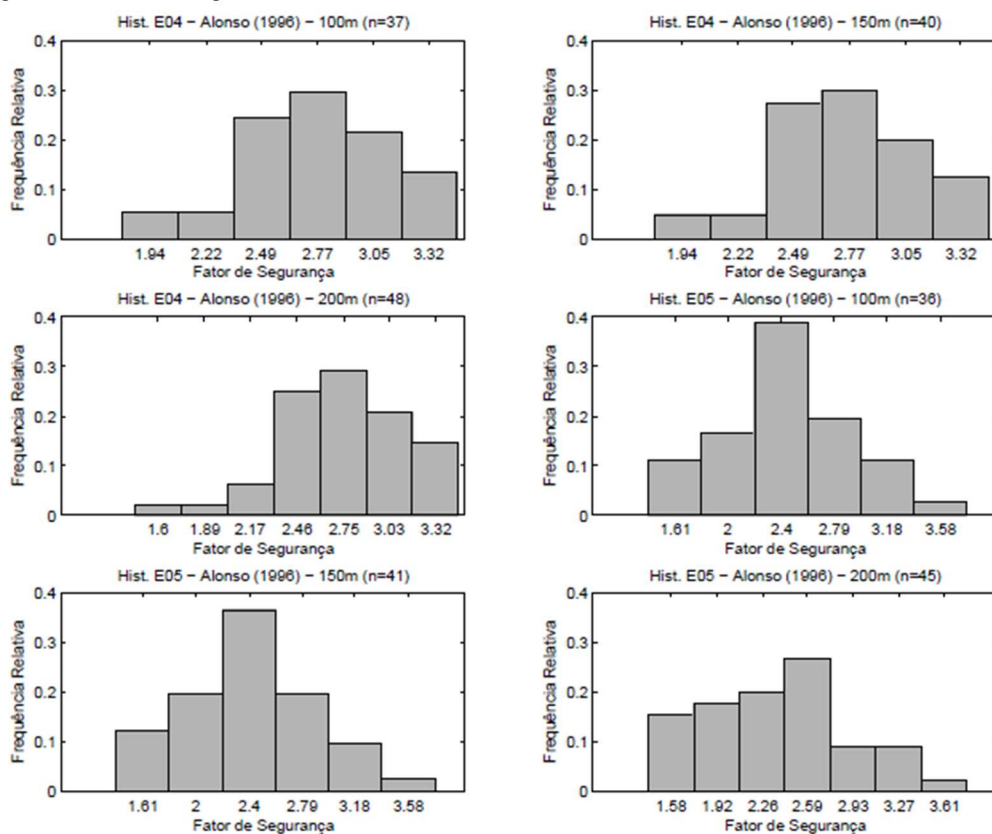 Hist. E04 – Alonso (1996) – 100m (n=37)
Frequência Relativa
0.4
0.3
0.2
0.1
0
1.94 2.22 2.49 2.77 3.05 3.32
Fator de Segurança
Hist. E04 – Alonso (1996) – 150m (n=40)
Frequência Relativa
0.4
0.3
0.2
0.1
0
1.94 2.22 2.49 2.77 3.05 3.32
Fator de Segurança
Hist. E04 – Alonso (1996) – 200m (n=48)
Frequência Relativa
0.4
0.3
0.2
0.1
0
1.6 1.89 2.17 2.46 2.75 3.03 3.32
Fator de Segurança
Hist. E05 – Alonso (1996) – 100m (n=36)
Frequência Relativa
0.4
0.3
0.2
0.1
0
1.61 2 2.4 2.79 3.18 3.58
Fator de Segurança
Hist. E05 – Alonso (1996) – 150m (n=41)
Frequência Relativa
0.4
0.3
0.2
0.1
0
1.61 2 2.4 2.79 3.18 3.58
Fator de Segurança
Hist. E05 – Alonso (1996) – 200m (n=45)
Frequência Relativa
0.4
0.3
0.2
0.1
0
1.58 1.92 2.26 2.59 2.93 3.27 3.61
Fator de Segurança